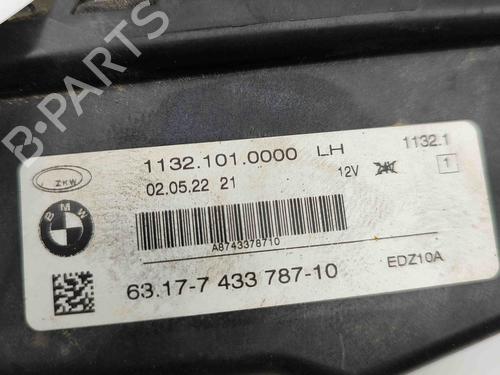 B-PARTS
1132.101.0000 LH
1132.1
ZKW
02.05.22 21
12V 24V
1
BMW
A8743378710
63.17-7 433 787-10
EDZ10A